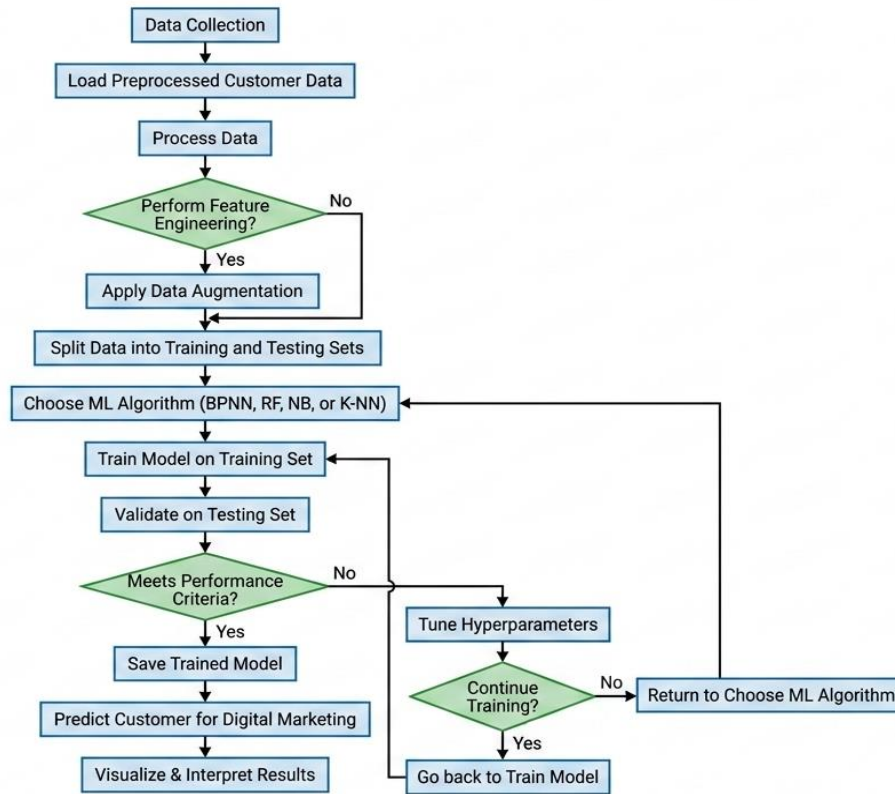 Data Collection
Load Preprocessed Customer Data
Process Data
Perform Feature
Engineering?
No
Yes
Apply Data Augmentation
Split Data into Training and Testing Sets
Choose ML Algorithm (BPNN, RF, NB, or K-NN)
Train Model on Training Set
Validate on Testing Set
Meets Performance
Criteria?
No
Yes
Tune Hyperparameters
Save Trained Model
Continue
Training?
No
Return to Choose ML Algorithm
Predict Customer for Digital Marketing
Yes
Visualize & Interpret Results
Go back to Train Model